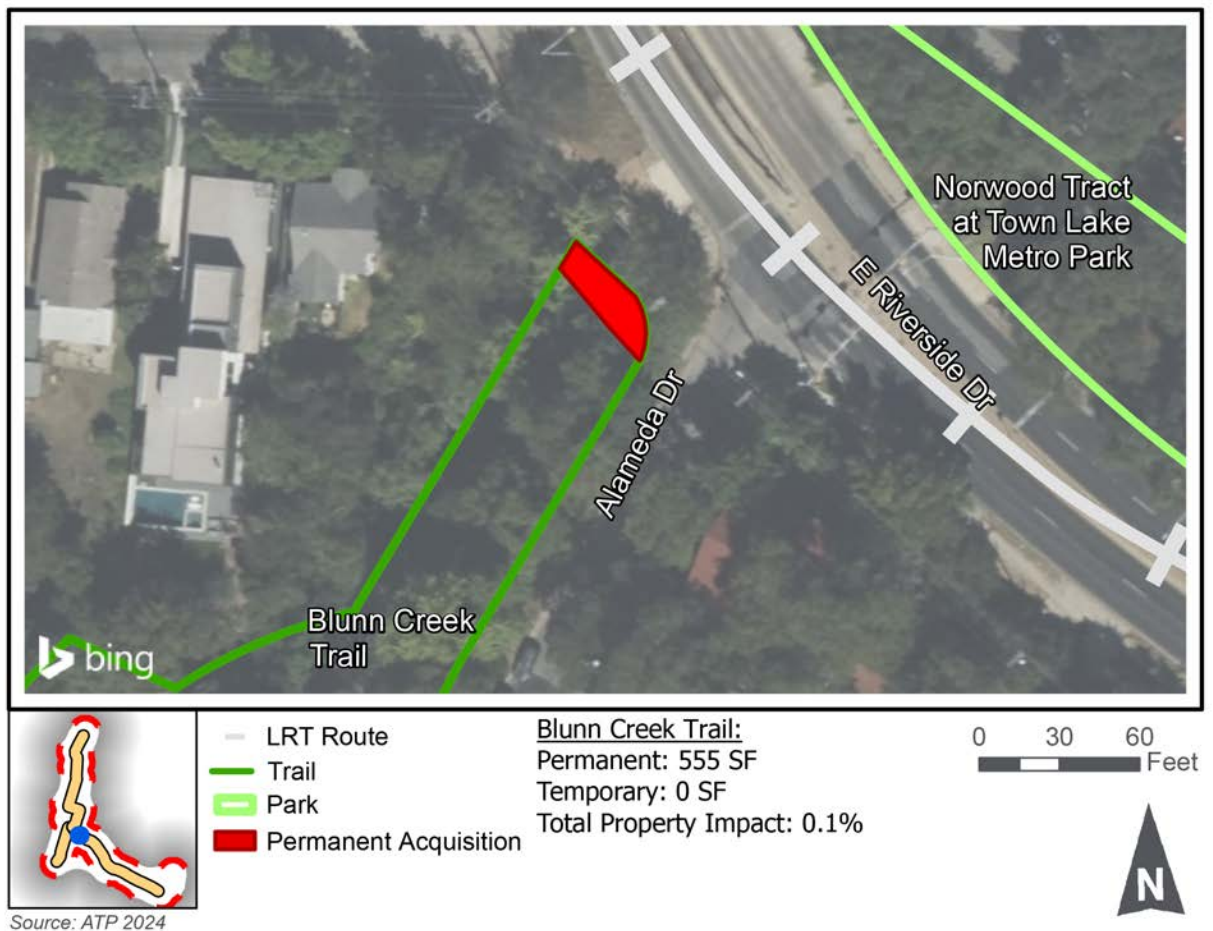 Norwood Tract
at Town Lake
Metro Park
E Riverside Dr
Alameda Dr
Blunn Creek
Trail
bing
LRT Route
Trail
Park
Permanent Acquisition
Blunn Creek Trail:
Permanent: 555 SF
Temporary: 0 SF
Total Property Impact: 0.1%
0 30 60
Feet
N
Source: ATP 2024